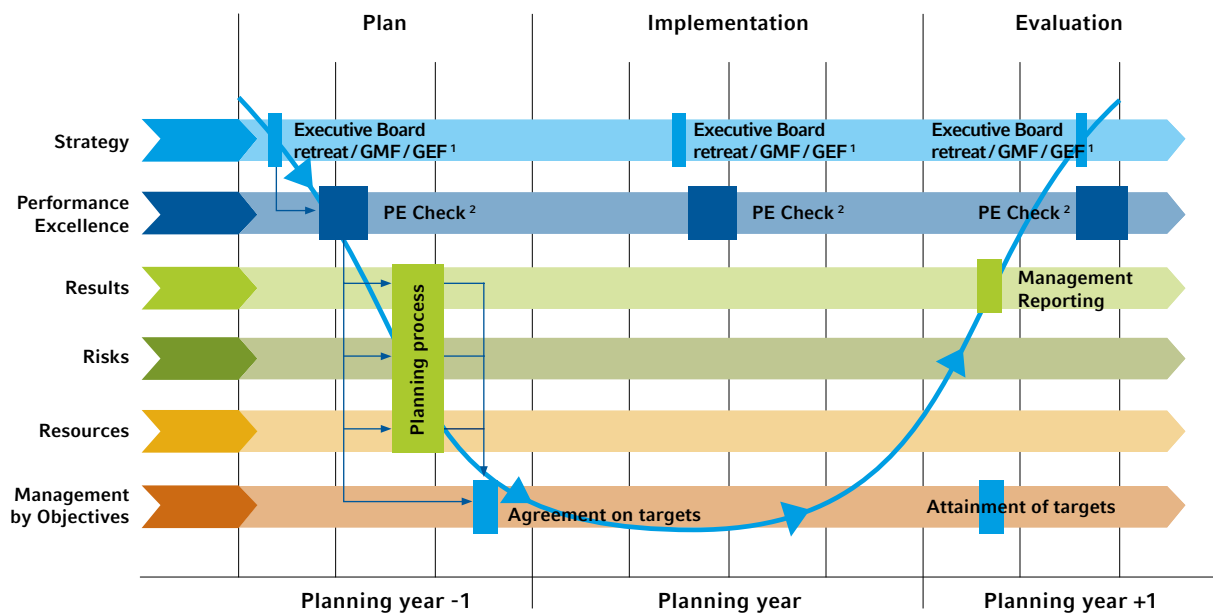 Plan
Implementation
Evaluation
Strategy
Executive Board
retreat / GMF / GEF ¹
Executive Board
retreat / GMF / GEF ¹
Executive Board
retreat / GMF / GEF ¹
Performance
Excellence
PE Check ²
PE Check ²
PE Check ²
Results
Planning process
Management
Reporting
Risks
Resources
Management
by Objectives
Agreement on targets
Attainment of targets
Planning year -1
Planning year
Planning year +1